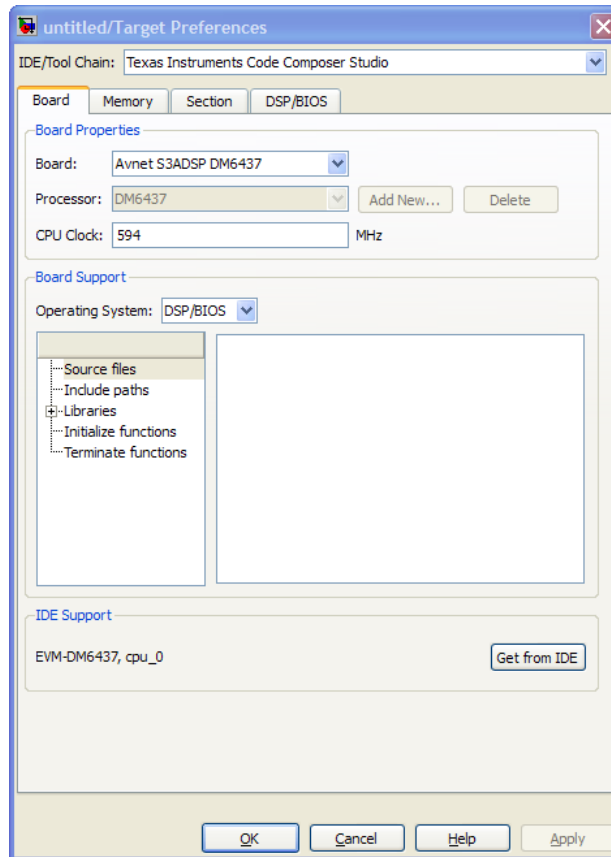 untitled/Target Preferences
IDE/Tool Chain: Texas Instruments Code Composer Studio
Board Memory Section DSP/BIOS
Board Properties
Board: Avnet S3ADSP DM6437
Processor: DM6437 Add New... Delete
CPU Clock: 594 MHz
Board Support
Operating System: DSP/BIOS
Source files
Include paths
Libraries
Initialize functions
Terminate functions
IDE Support
EVM-DM6437, cpu_0 Get from IDE
OK Cancel Help Apply